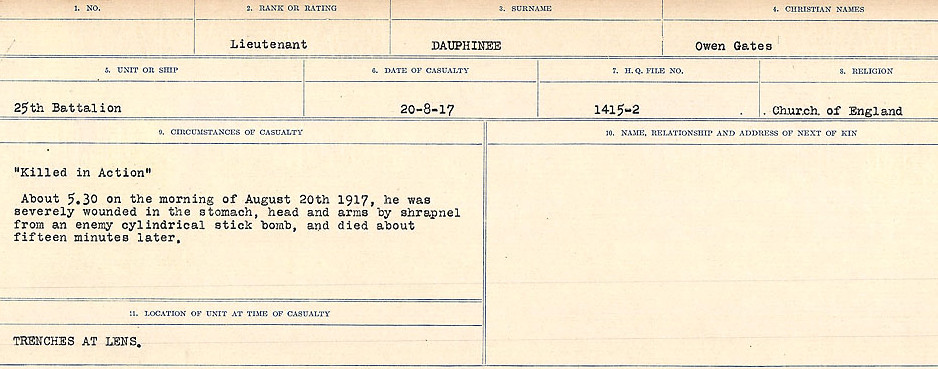 1. NO.
2. RANK OR RATING
3. SURNAME
4. CHRISTIAN NAMES
Lieutenant
DAUPHINEE
Owen Gates
5. UNIT OR SHIP
6. DATE OF CASUALTY
7. H.Q. FILE NO.
8. RELIGION
25th Battalion
20-8-17
1415-2
Church of England
9. CIRCUMSTANCES OF CASUALTY
10. NAME, RELATIONSHIP AND ADDRESS OF NEXT OF KIN
"Killed in Action"
About 5.30 on the morning of August 20th 1917, he was
severely wounded in the stomach, head and arms by shrapnel
from an enemy cylindrical stick bomb, and died about
fifteen minutes later.
11. LOCATION OF UNIT AT TIME OF CASUALTY
TRENCHES AT LENS.